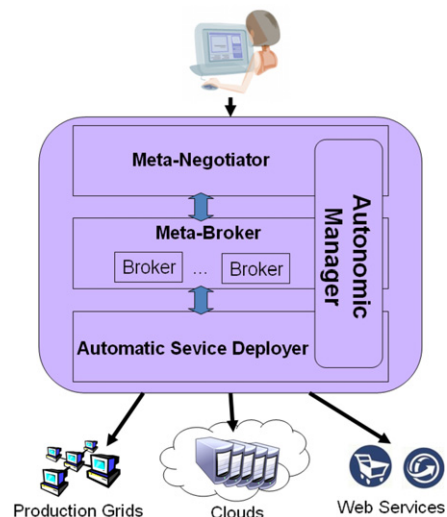 Meta-Negotiator
Autonomic
Manager
Meta-Broker
Broker ... Broker
Automatic Sevice Deployer
Production Grids
Clouds
Web Services